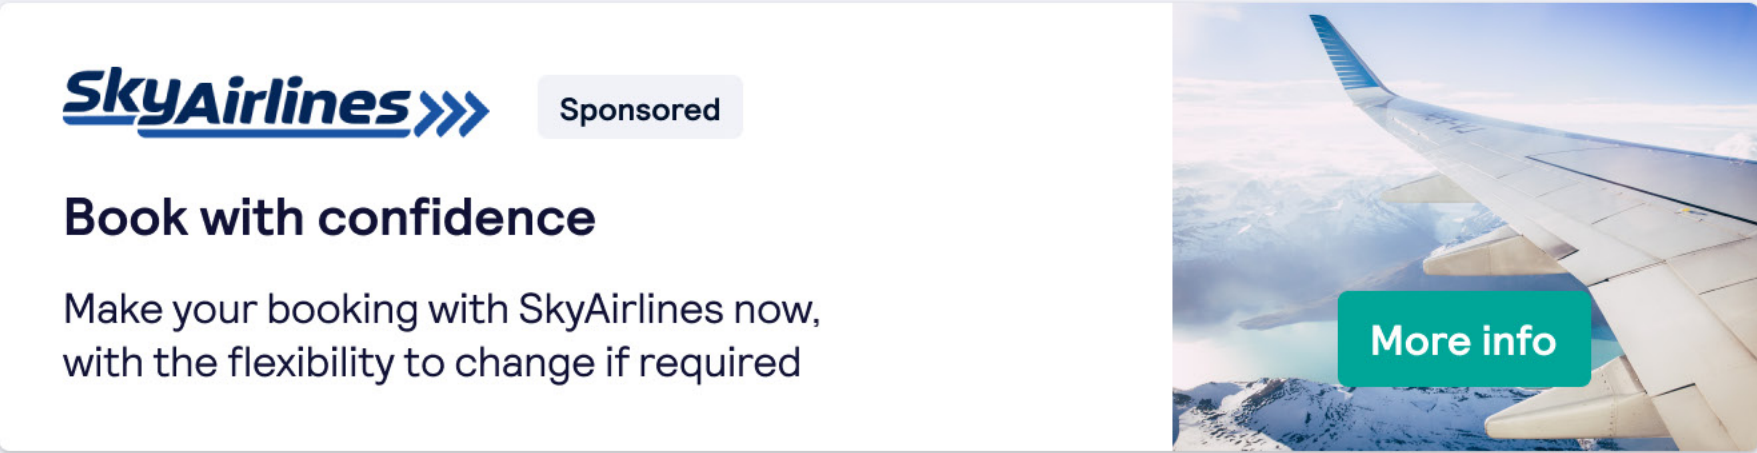 SkyAirlines
Sponsored
Book with confidence
Make your booking with SkyAirlines now,
with the flexibility to change if required
More info